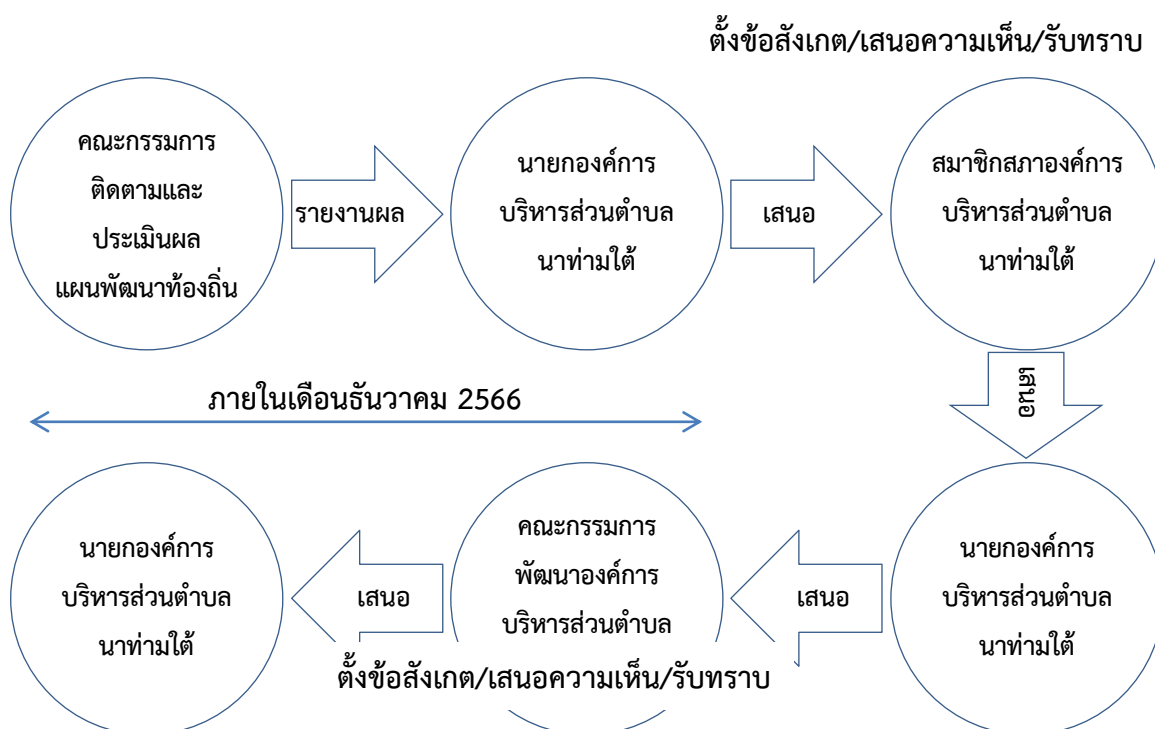 ตั้งข้อสังเกต/เสนอความเห็น/รับทราบ
คณะกรรมการ
ติดตามและ
ประเมินผล
แผนพัฒนาท้องถิ่น
รายงานผล
นายกองค์การ
บริหารส่วนตำบล
นาท่ามใต้
เสนอ
สมาชิกสภาองค์การ
บริหารส่วนตำบล
นาท่ามใต้
เสนอ
ภายในเดือนธันวาคม 2566
นายกองค์การ
บริหารส่วนตำบล
นาท่ามใต้
เสนอ
คณะกรรมการ
พัฒนาองค์การ
บริหารส่วนตำบล
ตั้งข้อสังเกต/เสนอความเห็น/รับทราบ
เสนอ
นายกองค์การ
บริหารส่วนตำบล
นาท่ามใต้